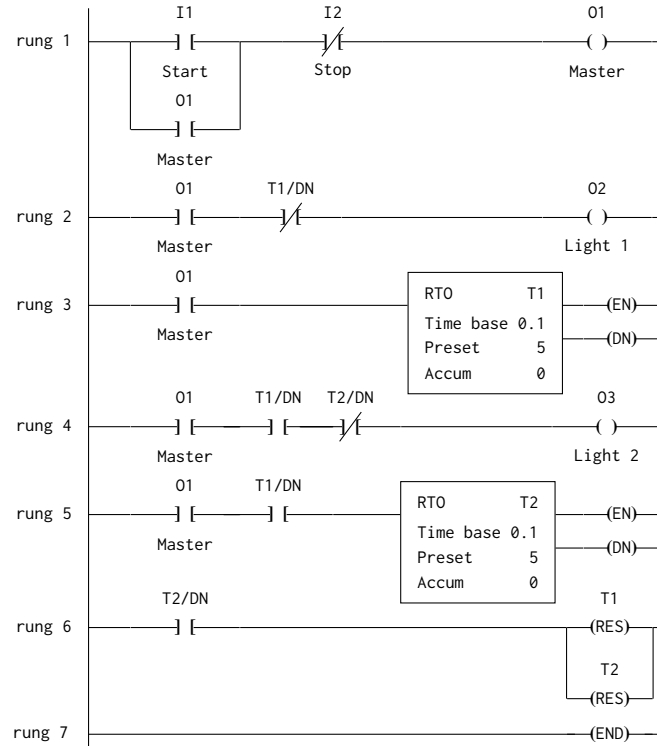 I1 I2 O1
rung 1 ] [ ]/[ ( )
Start Stop Master
O1
] [
Master
O1 T1/DN O2
rung 2 ] [ ]/[ ( )
Master Light 1
O1
RTO T1
rung 3 ] [ (EN)
Master Time base 0.1
(DN)
Preset 5
Accum 0
O1 T1/DN T2/DN O3
rung 4 ] [ ] [ ]/[ ( )
Master Light 2
O1 T1/DN
RTO T2
rung 5 ] [ ] [ (EN)
Master Time base 0.1
(DN)
Preset 5
Accum 0
T2/DN T1
rung 6 ] [ (RES)
T2
(RES)
rung 7 (END)